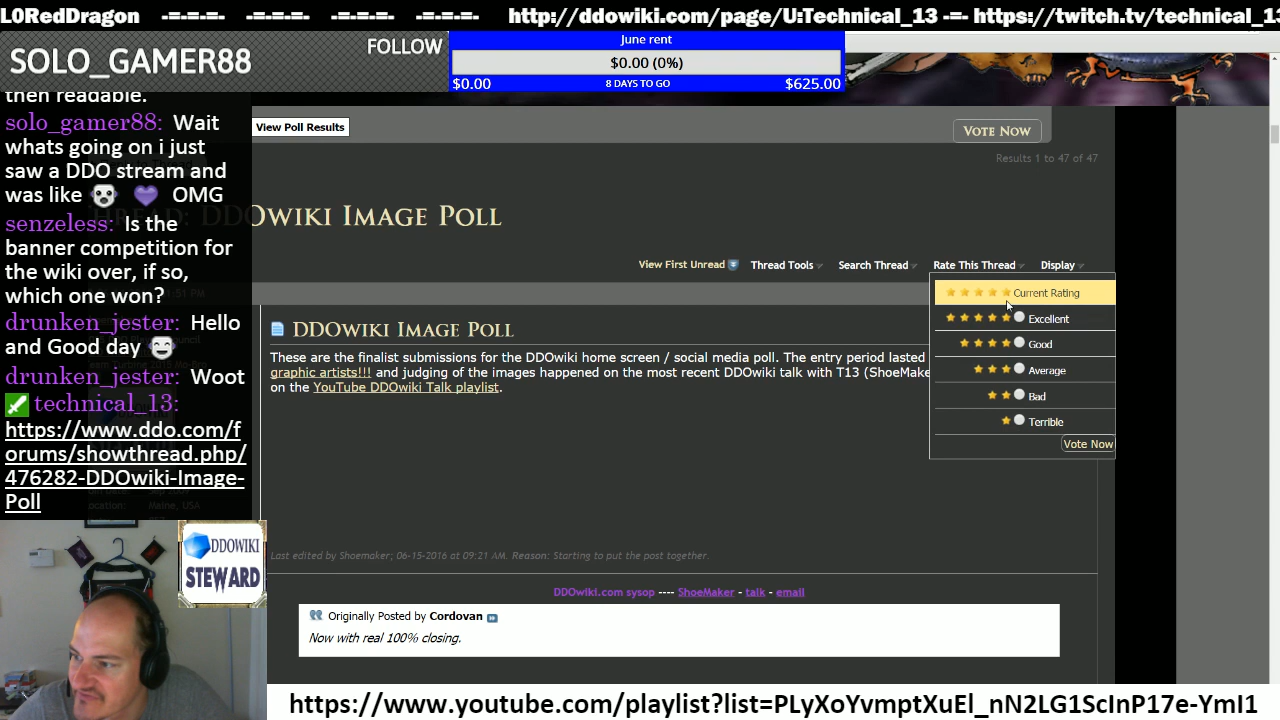 L0RedDragon -=-=-=- -=-=-=- -=-=-=- -=-=-=- http://ddowiki.com/page/U:Technical_13 -=- https://twitch.tv/technical_13
SOLO_GAMER88
FOLLOW
June rent
$0.00 (0%)
$0.00 8 DAYS TO GO $625.00
then readable.
solo_gamer88: Wait
whats going on i just
saw a DDO stream and
was like OMG
senzeless: Is the
banner competition for
the wiki over, if so,
which one won?
drunken_jester: Hello
and Good day
drunken_jester: Woot
technical_13:
https://www.ddo.com/f
orums/showthread.php/
476282-DDOwiki-Image-
Poll
View Poll Results
Vote Now
Results 1 to 47 of 47
Thread: DDOwiki Image Poll
View First Unread Thread Tools Search Thread Rate This Thread Display
Current Rating
Excellent
Good
Average
Bad
Terrible
Vote Now
DDOwiki Image Poll
These are the finalist submissions for the DDOwiki home screen / social media poll. The entry period lasted
graphic artists!!! and judging of the images happened on the most recent DDOwiki talk with T13 (ShoeMake
on the YouTube DDOwiki Talk playlist.
Last edited by Shoemaker; 06-15-2016 at 09:21 AM. Reason: Starting to put the post together.
DDOwiki.com sysop ---- ShoeMaker - talk - email
Originally Posted by Cordovan
Now with real 100% closing.
DDOWIKI
STEWARD
https://www.youtube.com/playlist?list=PLyXoYvmptXuEl_nN2LG1ScInP17e-YmI1